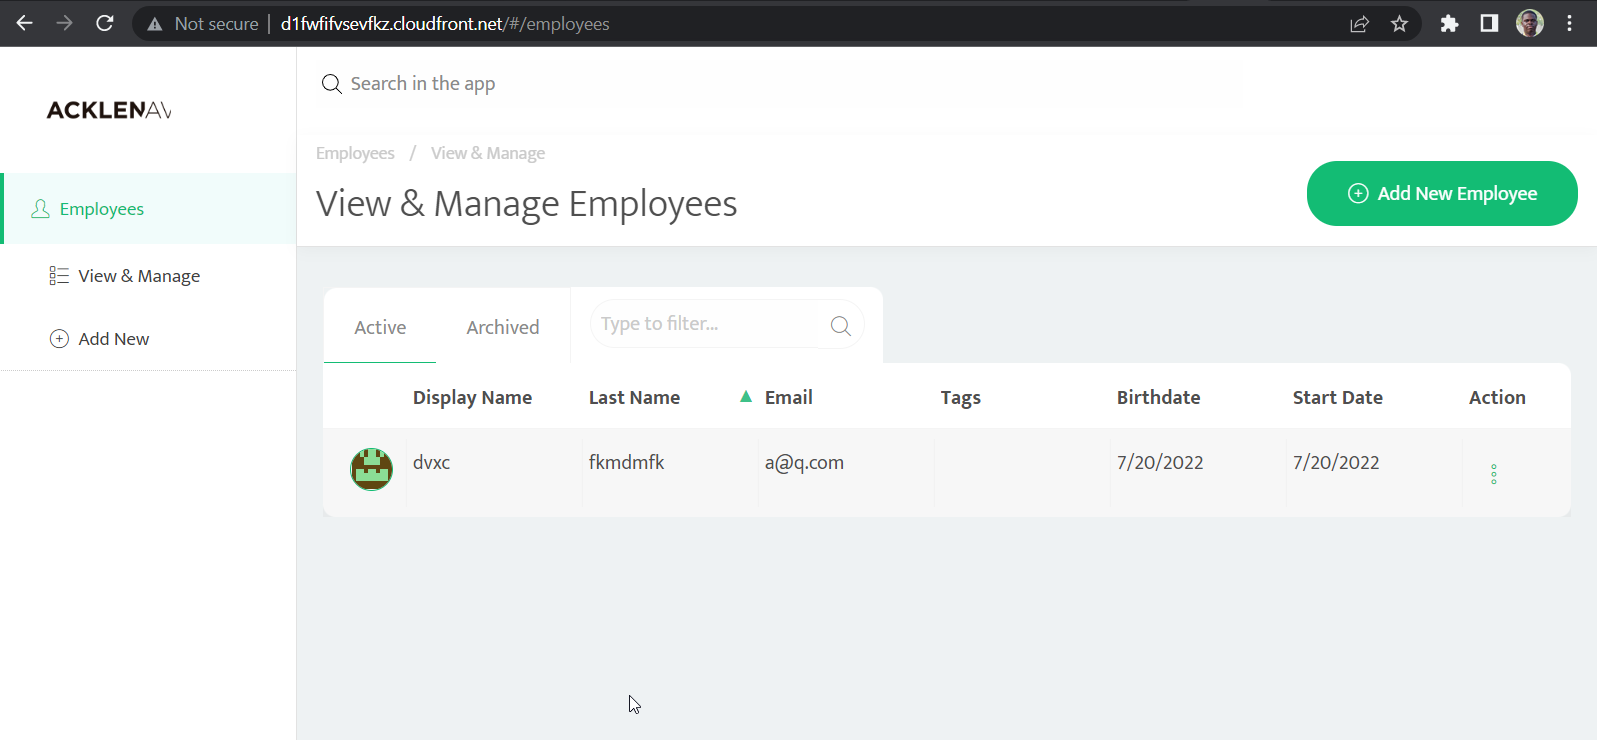 Not secure | d1fwfifvsevfkz.cloudfront.net/#/employees
ACKLENAV
Search in the app
Employees / View & Manage
View & Manage Employees
Add New Employee
Employees
View & Manage
Add New
Active Archived Type to filter...
Display Name Last Name Email Tags Birthdate Start Date Action
dvxc fkmdmfk a@q.com 7/20/2022 7/20/2022